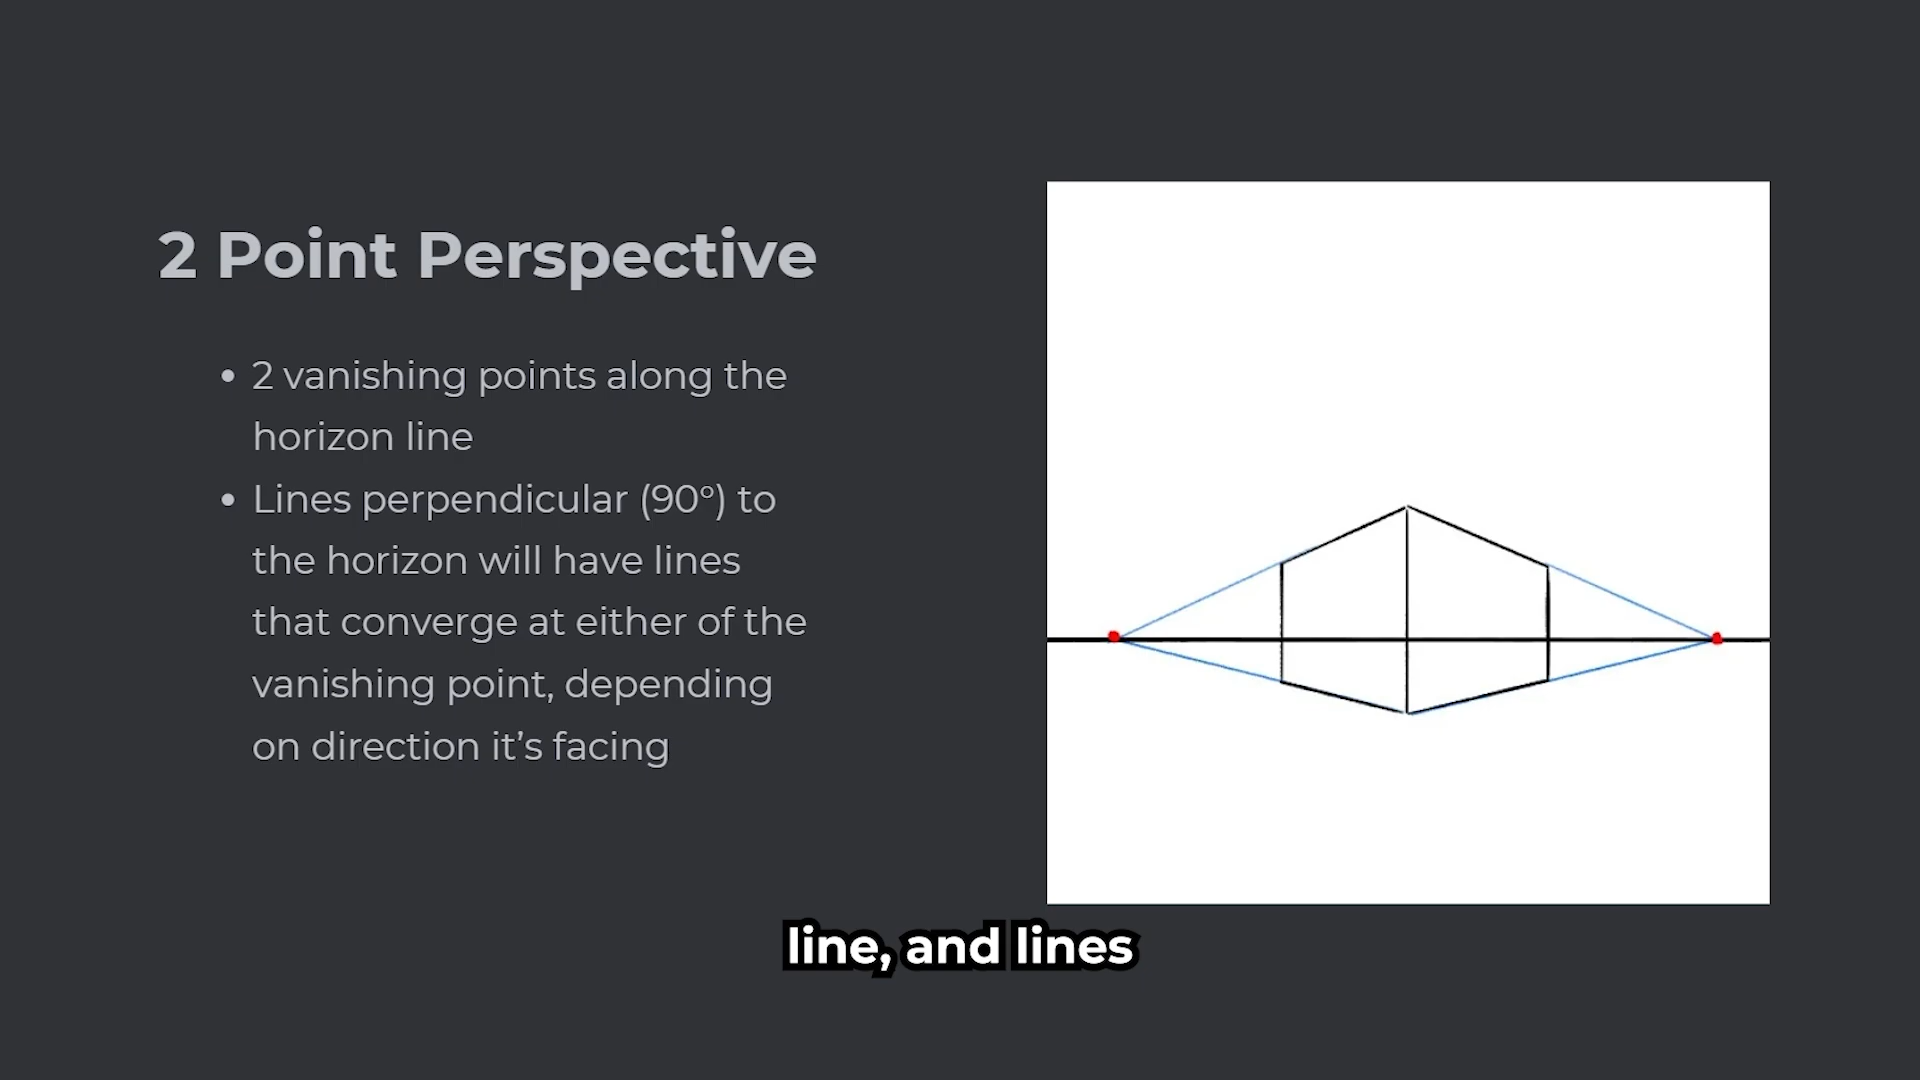 2 Point Perspective
• 2 vanishing points along the
horizon line
• Lines perpendicular (90°) to
the horizon will have lines
that converge at either of the
vanishing point, depending
on direction it’s facing
line, and lines